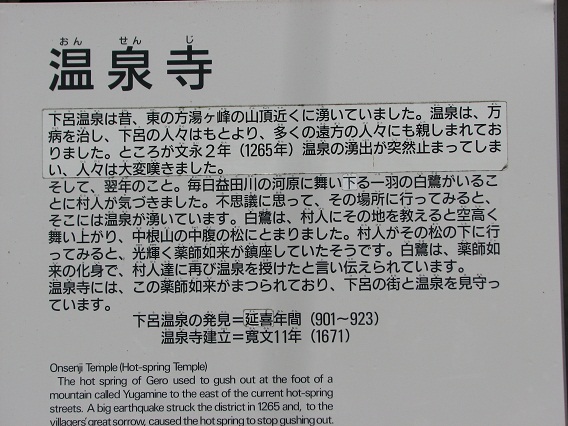 おん せん じ
温泉寺
下呂温泉は昔、東の方湯ヶ峰の山頂近くに湧いていました。温泉は、万
病を治し、下呂の人々はもとより、多くの遠方の人々にも親しまれてお
りました。ところが文永2年（1265年）温泉の湧出が突然止まってしま
い、人々は大変嘆きました。
そして、翌年のこと。毎日益田川の河原に舞い下る一羽の白鷺がいるこ
とに村人が気づきました。不思議に思って、その場所に行ってみると、
そこには温泉が湧いています。白鷺は、村人にその地を教えると空高く
舞い上がり、中根山の中腹の松にとまりました。村人がその松の下に行
ってみると、光輝く薬師如来が鎮座していたそうです。白鷺は、薬師如
来の化身で、村人達に再び温泉を授けたと言い伝えられています。
温泉寺には、この薬師如来がまつられており、下呂の街と温泉を見守っ
ています。
下呂温泉の発見＝延喜年間（901〜923）
温泉寺建立＝寛文11年（1671）
Onsenji Temple (Hot-spring Temple)
The hot spring of Gero used to gush out at the foot of a
mountain called Yugamine to the east of the current hot-spring
streets. A big earthquake struck the district in 1265 and, to the
villagers' great sorrow, caused the hot spring to stop gushing out.